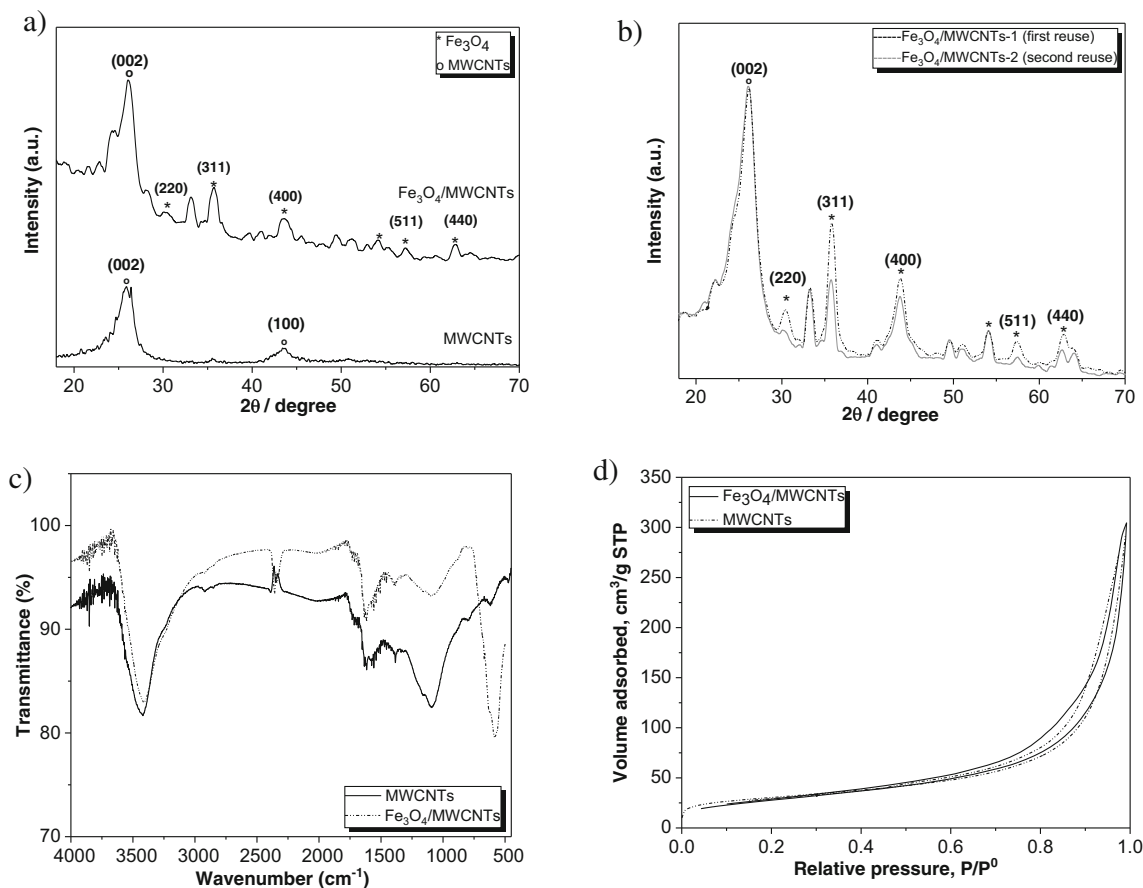 a)
* Fe₃O₄
o MWCNTs
(002)
o
(311)
*
(220)
*
(400)
*
Fe₃O₄/MWCNTs
*
(511)
*
(440)
*
(002)
o
(100)
o
MWCNTs
Intensity (a.u.)
20 30 40 50 60 70
2θ / degree
b)
Fe₃O₄/MWCNTs-1 (first reuse)
Fe₃O₄/MWCNTs-2 (second reuse)
(002)
o
(311)
*
(220)
*
(400)
*
*
(511)
*
(440)
*
Intensity (a.u.)
20 30 40 50 60 70
2θ / degree
c)
100
90
80
70
Transmittance (%)
MWCNTs
Fe₃O₄/MWCNTs
4000 3500 3000 2500 2000 1500 1000 500
Wavenumber (cm⁻¹)
d)
350
300
250
200
150
100
50
0
Volume adsorbed, cm³/g STP
Fe₃O₄/MWCNTs
MWCNTs
0.0 0.2 0.4 0.6 0.8 1.0
Relative pressure, P/P⁰